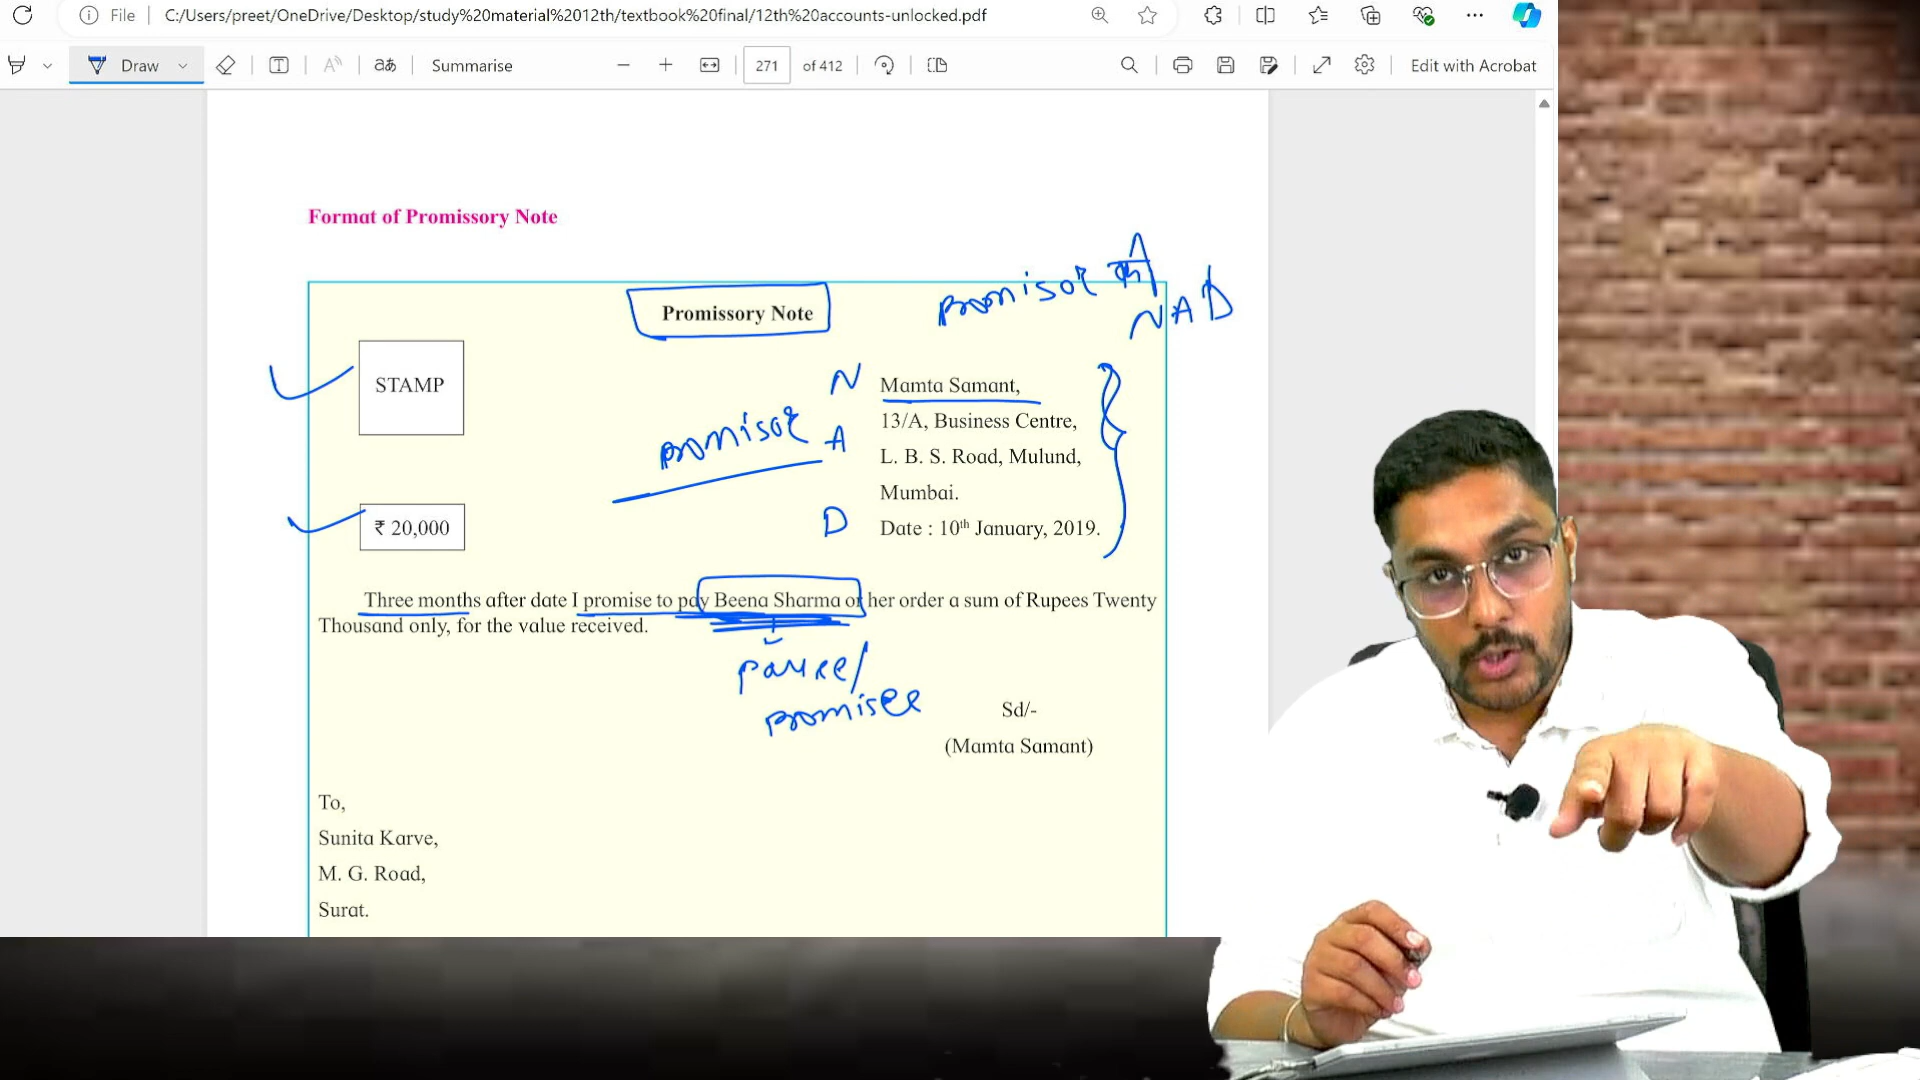 File
C:/Users/preet/OneDrive/Desktop/study%20material%2012th/textbook%20final/12th%20accounts-unlocked.pdf
Draw
aあ
Summarise
271 of 412
Edit with Acrobat
Format of Promissory Note
Promissory Note
promisor का
N A D
STAMP
N
Mamta Samant,
promisor
A
13/A, Business Centre,
L. B. S. Road, Mulund,
Mumbai.
₹ 20,000
D
Date : 10th January, 2019.
Three months after date I promise to pay Beena Sharma or her order a sum of Rupees Twenty
Thousand only, for the value received.
payee/
promisee
Sd/-
(Mamta Samant)
To,
Sunita Karve,
M. G. Road,
Surat.